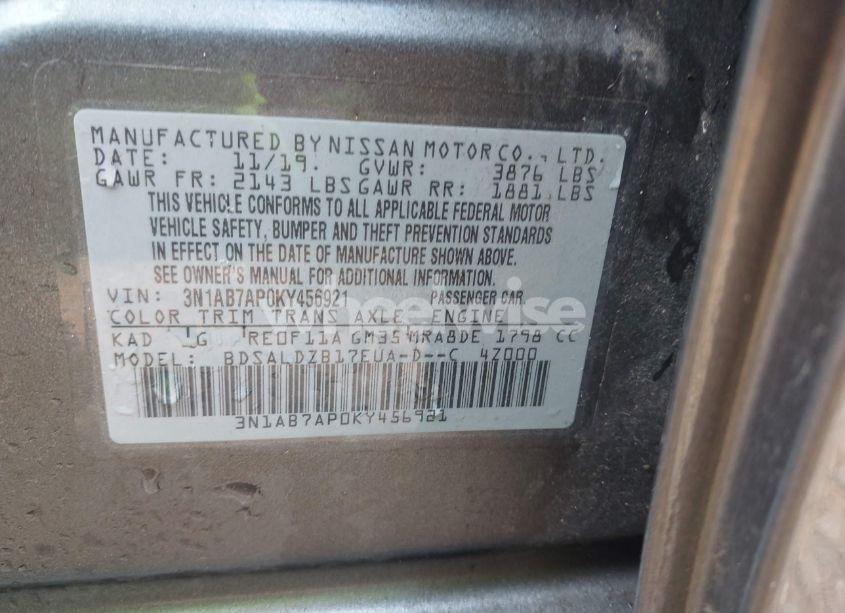 MANUFACTURED BY NISSAN MOTOR CO., LTD.
DATE: 11/19. GVWR: 3876 LBS
GAWR FR: 2143 LBS GAWR RR: 1881 LBS
THIS VEHICLE CONFORMS TO ALL APPLICABLE FEDERAL MOTOR
VEHICLE SAFETY, BUMPER AND THEFT PREVENTION STANDARDS
IN EFFECT ON THE DATE OF MANUFACTURE SHOWN ABOVE.
SEE OWNER'S MANUAL FOR ADDITIONAL INFORMATION.
VIN: 3N1AB7AP0KY456921 PASSENGER CAR
COLOR TRIM TRANS AXLE ENGINE
KAD G RE0F11A GM35 MRA8DE 1798 CC
MODEL: BDSALDZB17EUA-D--C 4Z000
3N1AB7AP0KY456921
wheelwise